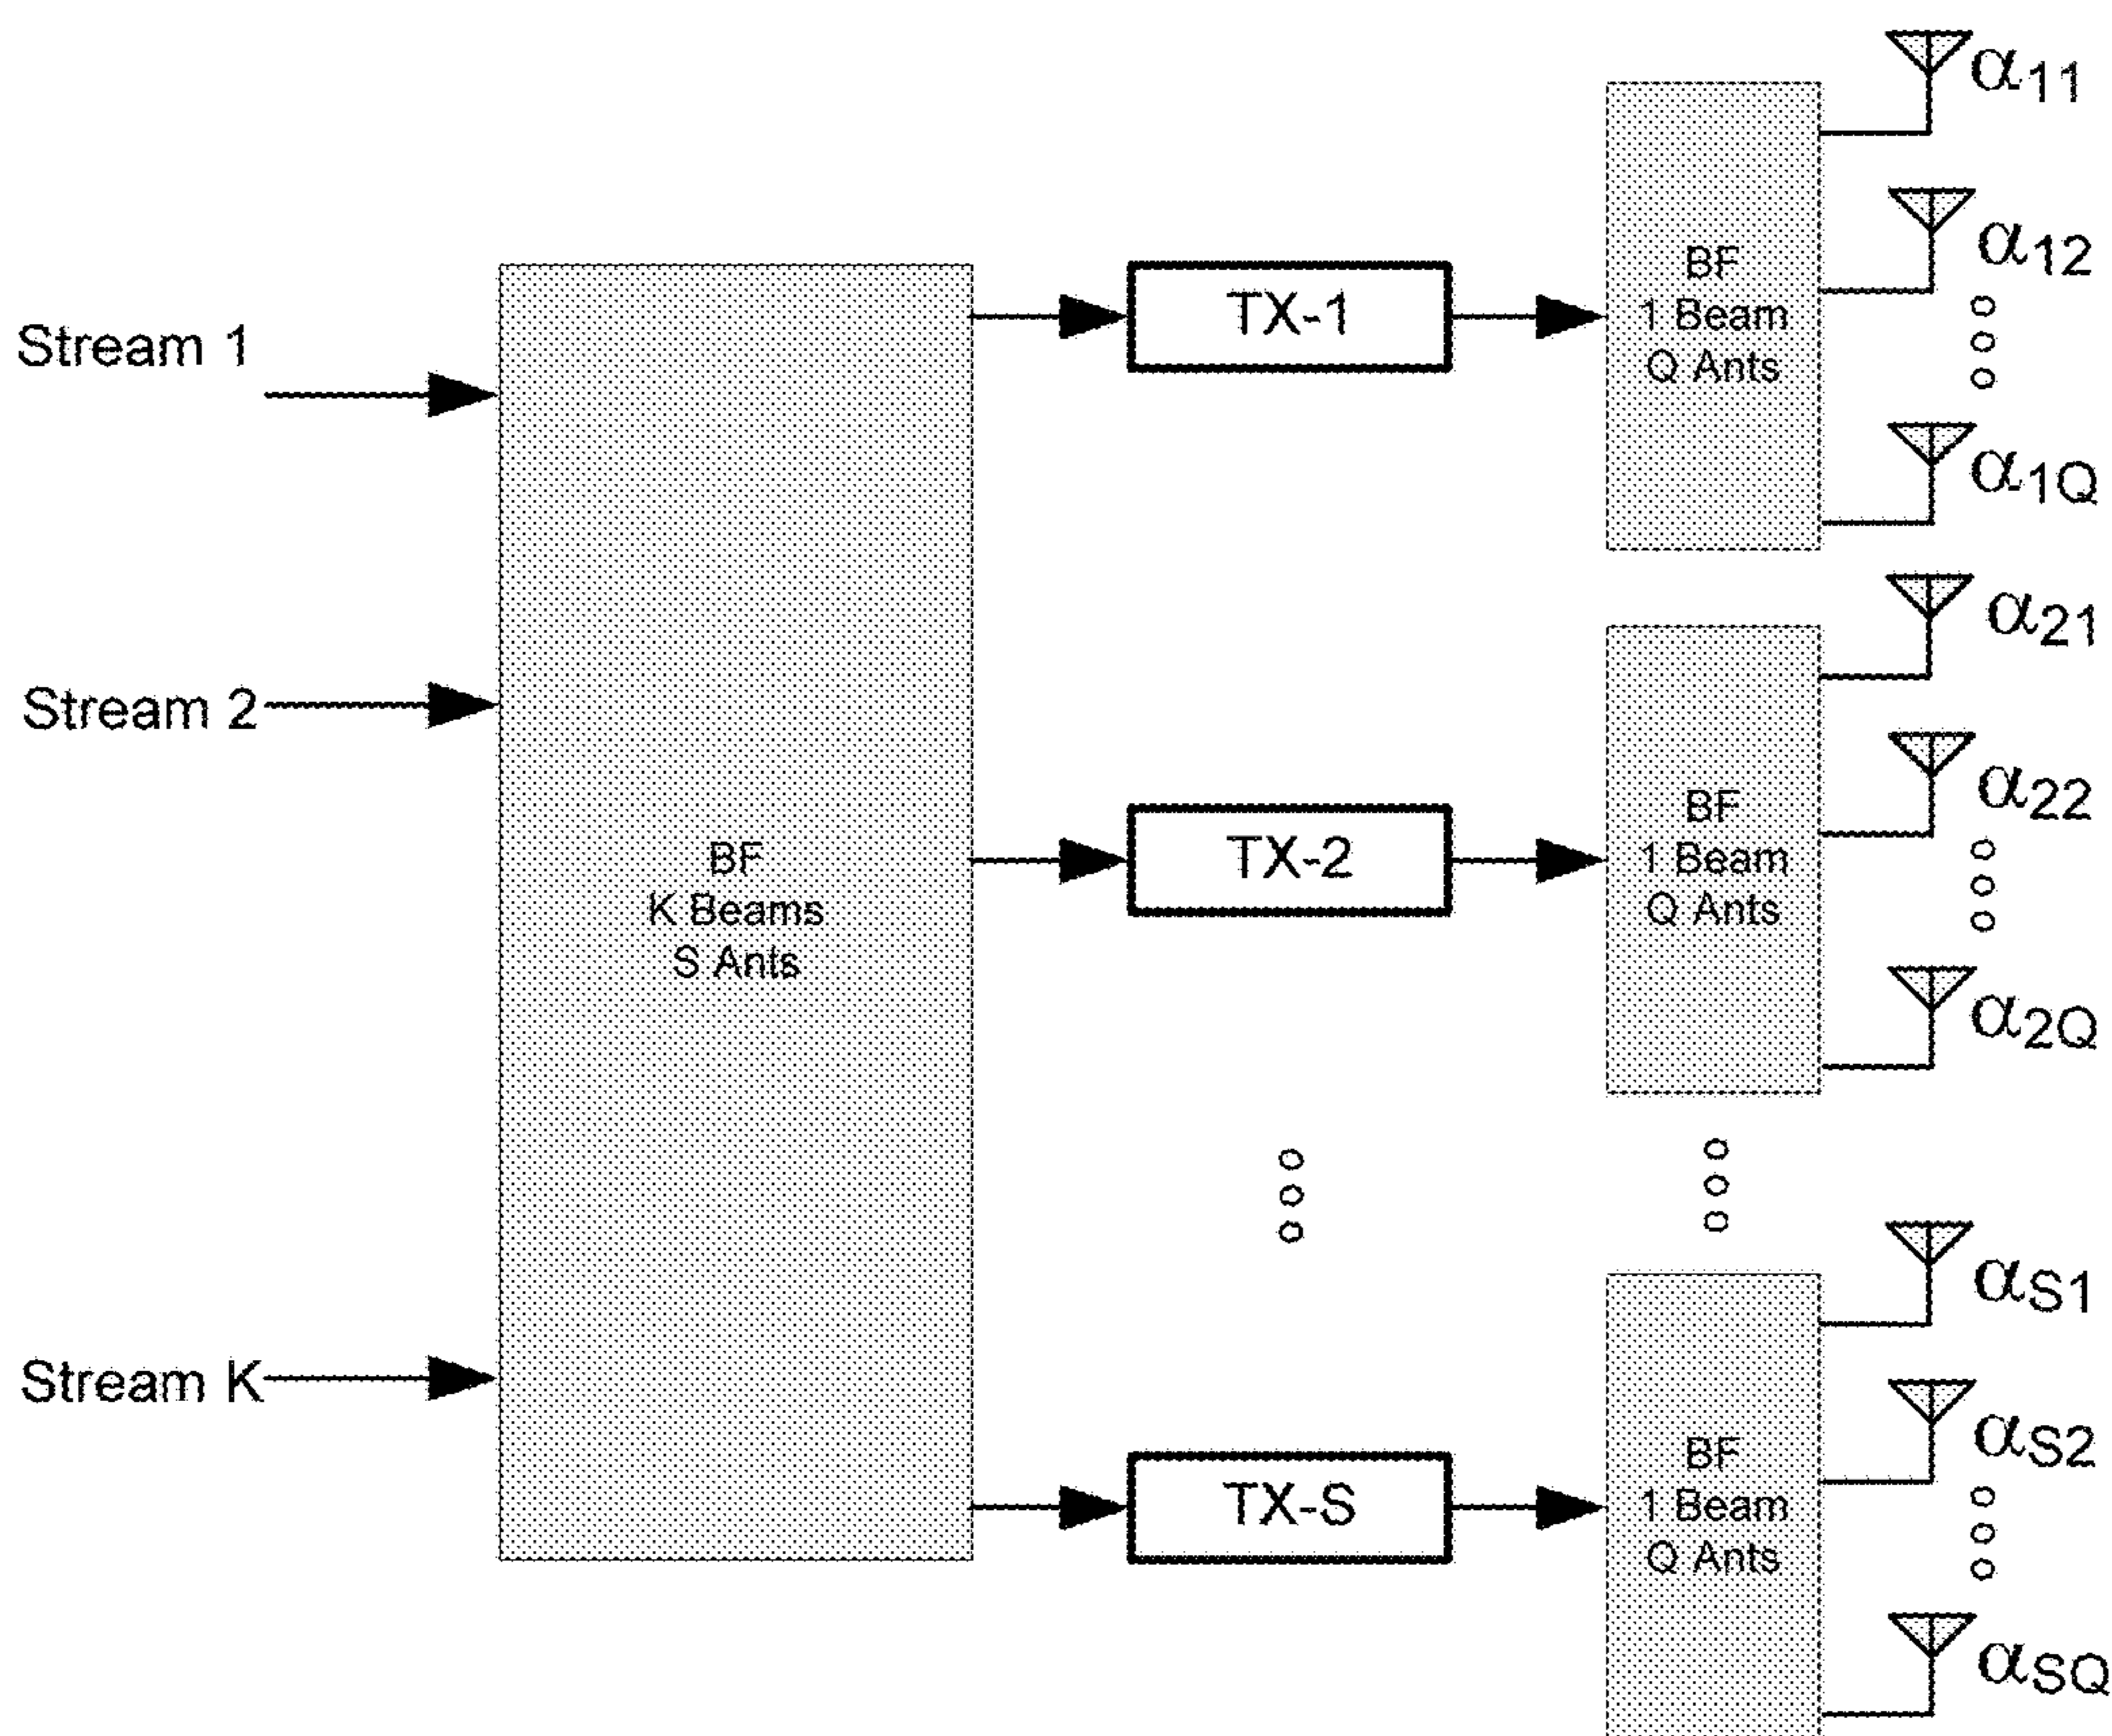 Stream 1
Stream 2
Stream K
BF
K Beams
S Ants
TX-1
TX-2
TX-S
BF
1 Beam
Q Ants
BF
1 Beam
Q Ants
BF
1 Beam
Q Ants
α11
α12
α1Q
α21
α22
α2Q
αS1
αS2
αSQ